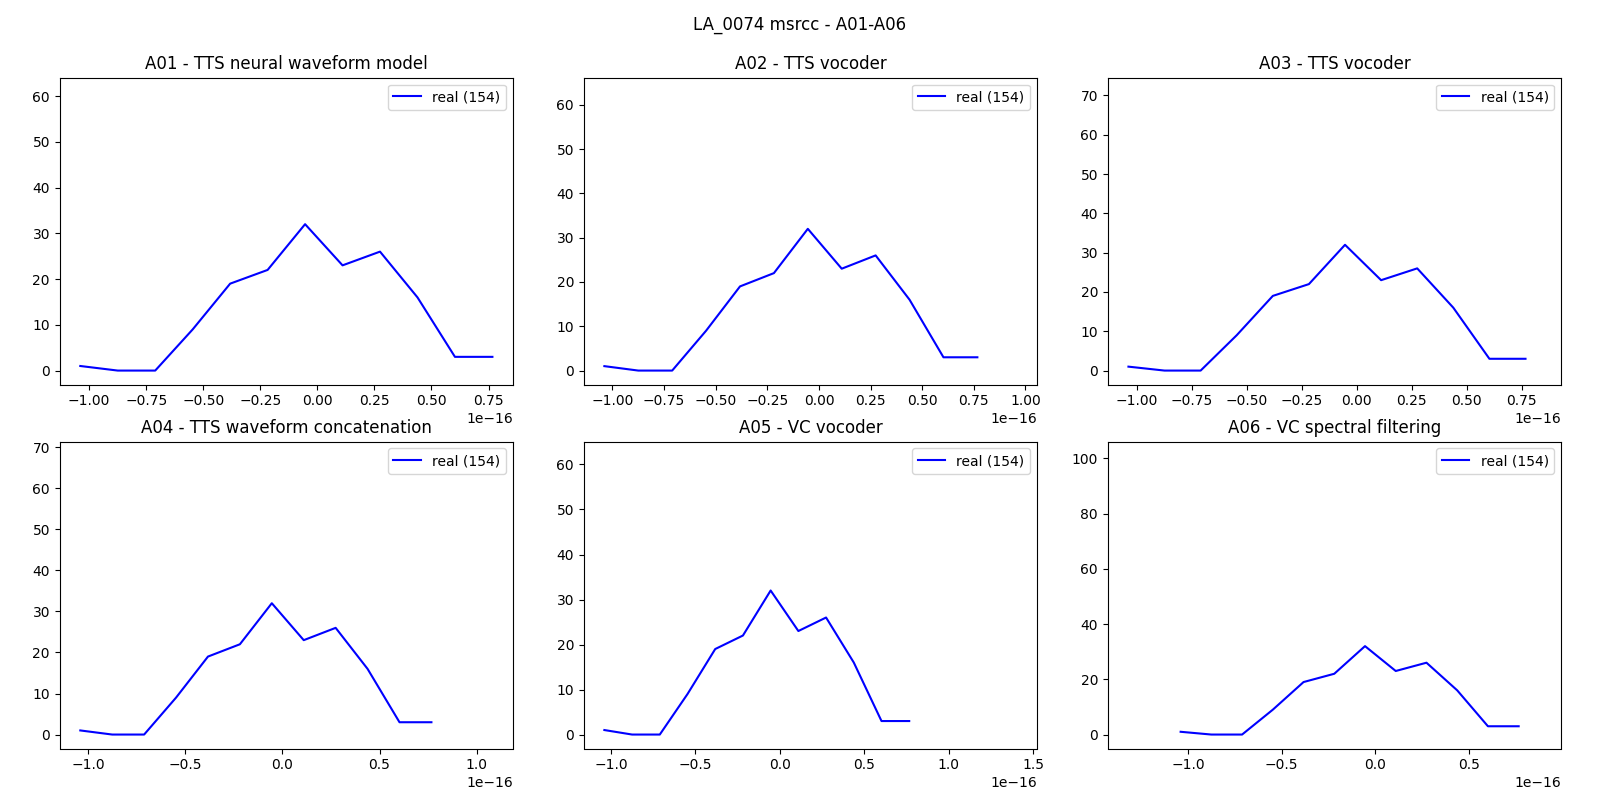 LA_0074 msrcc - A01-A06
A01 - TTS neural waveform model
A02 - TTS vocoder
A03 - TTS vocoder
real (154)
real (154)
real (154)
60
50
40
30
20
10
0
60
50
40
30
20
10
0
70
60
50
40
30
20
10
0
−1.00 −0.75 −0.50 −0.25 0.00 0.25 0.50 0.75
1e−16
−1.00 −0.75 −0.50 −0.25 0.00 0.25 0.50 0.75 1.00
1e−16
−1.00 −0.75 −0.50 −0.25 0.00 0.25 0.50 0.75
1e−16
A04 - TTS waveform concatenation
A05 - VC vocoder
A06 - VC spectral filtering
real (154)
real (154)
real (154)
70
60
50
40
30
20
10
0
60
50
40
30
20
10
0
100
80
60
40
20
0
−1.0 −0.5 0.0 0.5 1.0
1e−16
−1.0 −0.5 0.0 0.5 1.0 1.5
1e−16
−1.0 −0.5 0.0 0.5
1e−16